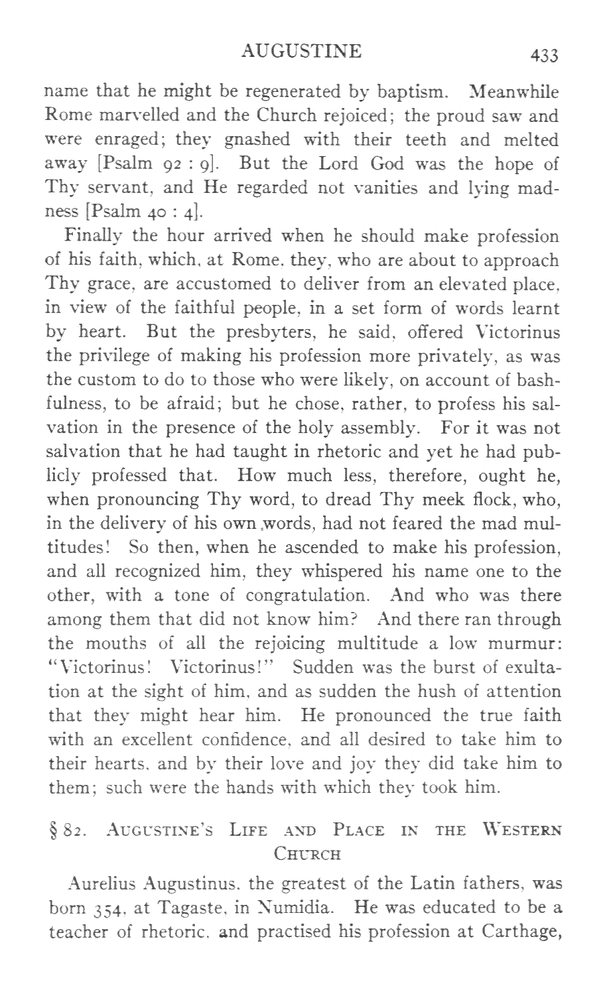 AUGUSTINE 433
name that he might be regenerated by baptism. Meanwhile
Rome marvelled and the Church rejoiced; the proud saw and
were enraged; they gnashed with their teeth and melted
away [Psalm 92 : 9]. But the Lord God was the hope of
Thy servant, and He regarded not vanities and lying mad-
ness [Psalm 40 : 4].
Finally the hour arrived when he should make profession
of his faith, which, at Rome. they, who are about to approach
Thy grace, are accustomed to deliver from an elevated place,
in view of the faithful people, in a set form of words learnt
by heart. But the presbyters, he said, offered Victorinus
the privilege of making his profession more privately, as was
the custom to do to those who were likely, on account of bash-
fulness, to be afraid; but he chose, rather, to profess his sal-
vation in the presence of the holy assembly. For it was not
salvation that he had taught in rhetoric and yet he had pub-
licly professed that. How much less, therefore, ought he,
when pronouncing Thy word, to dread Thy meek flock, who,
in the delivery of his own words, had not feared the mad mul-
titudes! So then, when he ascended to make his profession,
and all recognized him, they whispered his name one to the
other, with a tone of congratulation. And who was there
among them that did not know him? And there ran through
the mouths of all the rejoicing multitude a low murmur:
"Victorinus! Victorinus!" Sudden was the burst of exulta-
tion at the sight of him, and as sudden the hush of attention
that they might hear him. He pronounced the true faith
with an excellent confidence, and all desired to take him to
their hearts. and by their love and joy they did take him to
them; such were the hands with which they took him.
§ 82. AUGUSTINE'S LIFE AND PLACE IN THE WESTERN
CHURCH
Aurelius Augustinus. the greatest of the Latin fathers, was
born 354, at Tagaste, in Numidia. He was educated to be a
teacher of rhetoric. and practised his profession at Carthage,